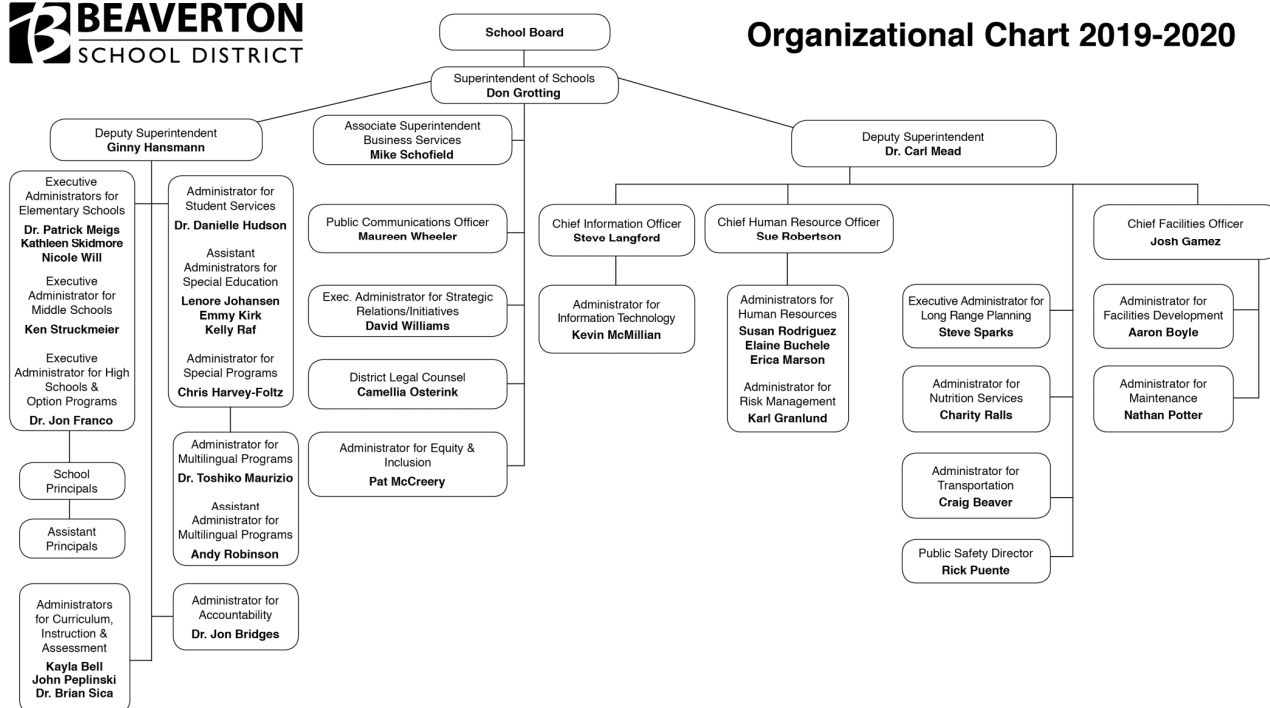 BEAVERTON
SCHOOL DISTRICT
Organizational Chart 2019-2020
School Board
Superintendent of Schools
Don Grotting
Deputy Superintendent
Ginny Hansmann
Associate Superintendent
Business Services
Mike Schofield
Deputy Superintendent
Dr. Carl Mead
Executive
Administrators for
Elementary Schools
Dr. Patrick Meigs
Kathleen Skidmore
Nicole Will
Executive
Administrator for
Middle Schools
Ken Struckmeier
Executive
Administrator for High
Schools &
Option Programs
Dr. Jon Franco
School
Principals
Assistant
Principals
Administrators
for Curriculum,
Instruction &
Assessment
Kayla Bell
John Peplinski
Dr. Brian Sica
Administrator for
Student Services
Dr. Danielle Hudson
Assistant
Administrators for
Special Education
Lenore Johansen
Emmy Kirk
Kelly Raf
Administrator for
Special Programs
Chris Harvey-Foltz
Administrator for
Multilingual Programs
Dr. Toshiko Maurizio
Assistant
Administrator for
Multilingual Programs
Andy Robinson
Administrator for
Accountability
Dr. Jon Bridges
Public Communications Officer
Maureen Wheeler
Exec. Administrator for Strategic
Relations/Initiatives
David Williams
District Legal Counsel
Camellia Osterink
Administrator for Equity &
Inclusion
Pat McCreery
Chief Information Officer
Steve Langford
Administrator for
Information Technology
Kevin McMillian
Chief Human Resource Officer
Sue Robertson
Administrators for
Human Resources
Susan Rodriguez
Elaine Buchele
Erica Marson
Administrator for
Risk Management
Karl Granlund
Executive Administrator for
Long Range Planning
Steve Sparks
Administrator for
Nutrition Services
Charity Ralls
Administrator for
Transportation
Craig Beaver
Public Safety Director
Rick Puente
Chief Facilities Officer
Josh Gamez
Administrator for
Facilities Development
Aaron Boyle
Administrator for
Maintenance
Nathan Potter